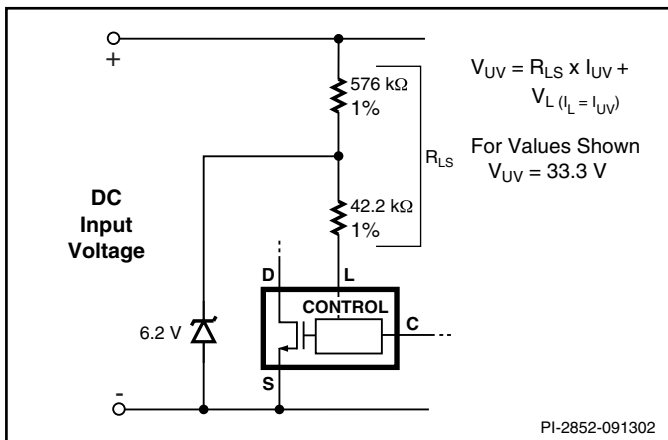 +
576 kΩ
1%
R_LS
V_UV = R_LS x I_UV +
V_L (I_L = I_UV)
For Values Shown
V_UV = 33.3 V
DC
Input
Voltage
42.2 kΩ
1%
D
L
CONTROL
C
6.2 V
S
-
PI-2852-091302